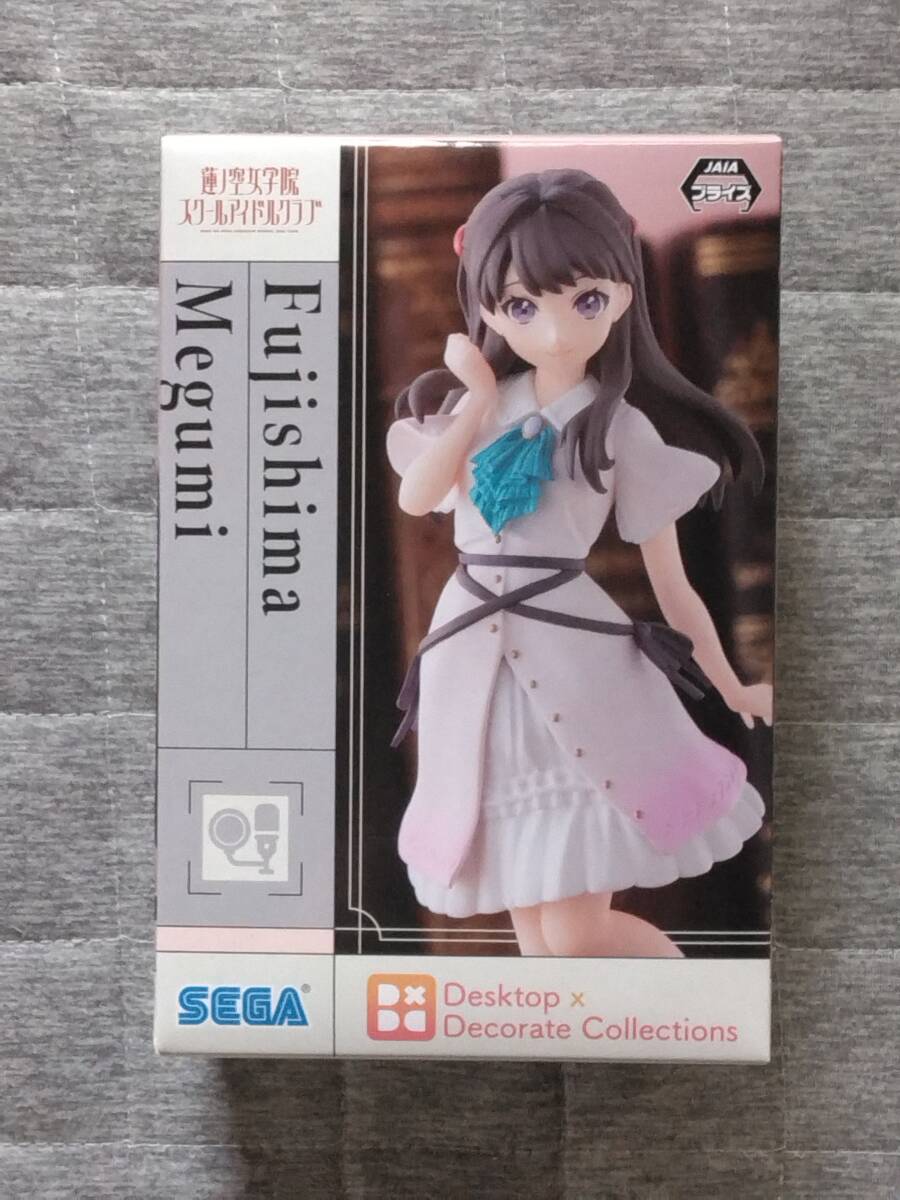 蓮ノ空女学院
スクールアイドルクラブ
JAIA
プライズ
Fujishima
Megumi
SEGA®
Desktop ×
Decorate Collections